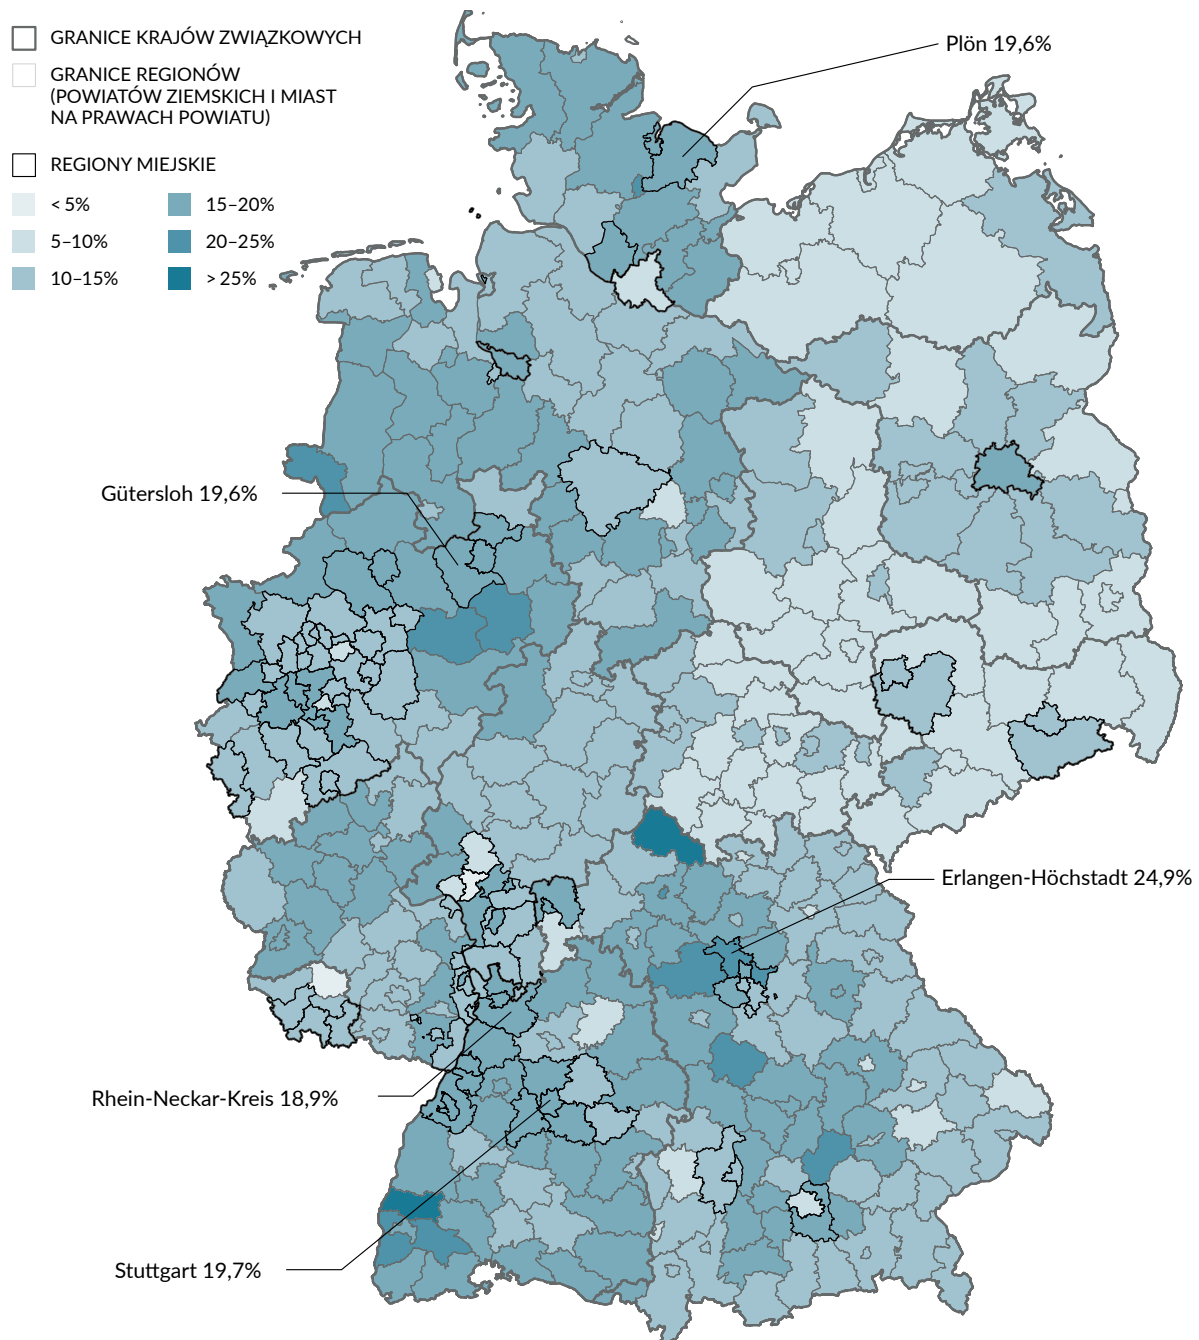 GRANICE KRAJÓW ZWIĄZKOWYCH
GRANICE REGIONÓW
(POWIATÓW ZIEMSKICH I MIAST
NA PRAWACH POWIATU)
REGIONY MIEJSKIE
< 5%
5–10%
10–15%
15–20%
20–25%
> 25%
Plön 19,6%
Gütersloh 19,6%
Erlangen-Höchstadt 24,9%
Rhein-Neckar-Kreis 18,9%
Stuttgart 19,7%